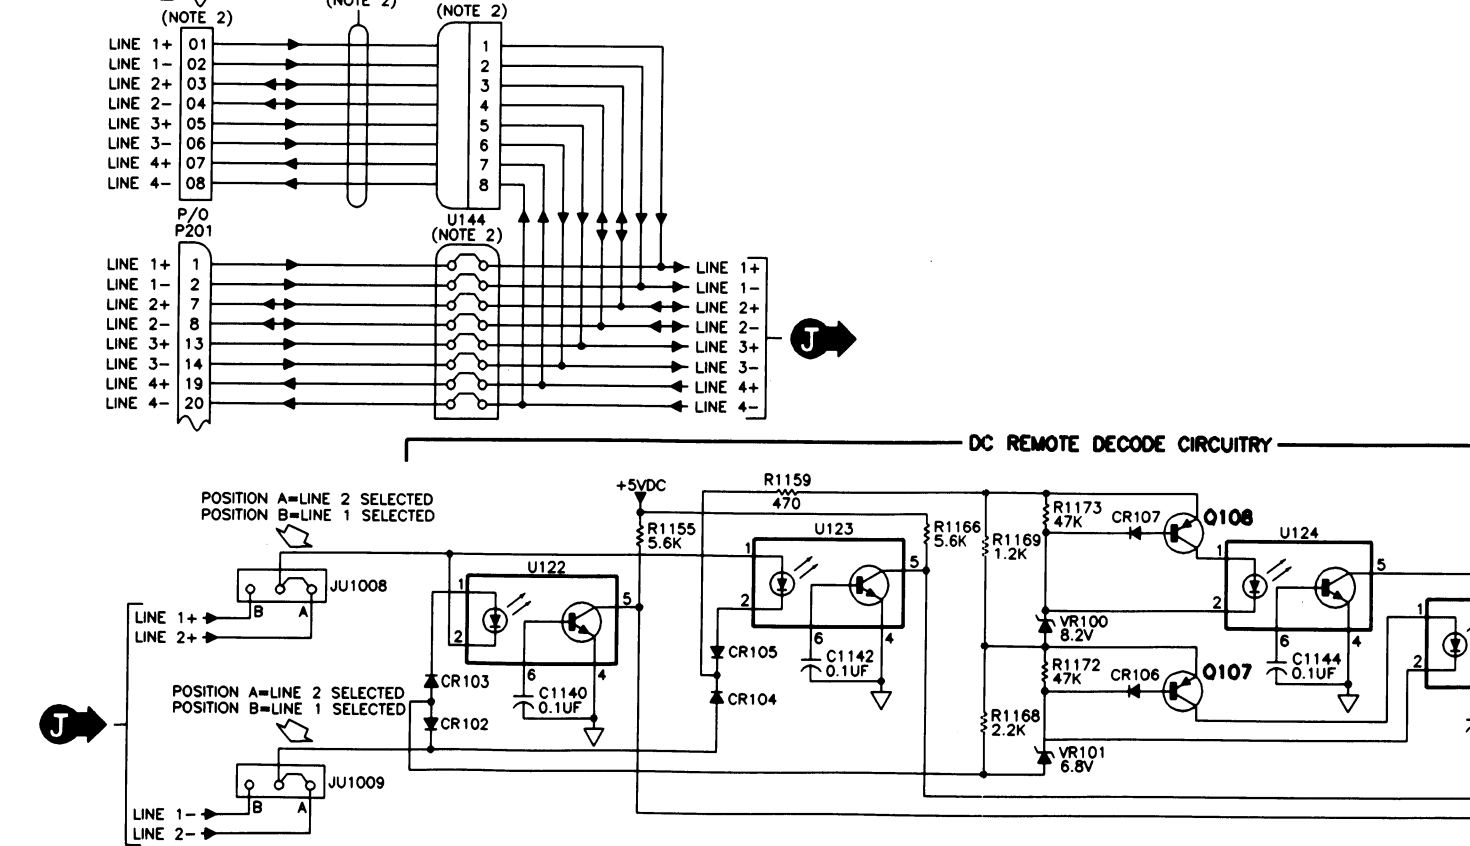 (NOTE 2)
(NOTE 2)
(NOTE 2)
LINE 1+ 01 1
LINE 1- 02 2
LINE 2+ 03 3
LINE 2- 04 4
LINE 3+ 05 5
LINE 3- 06 6
LINE 4+ 07 7
LINE 4- 08 8
P/O
P201
U144
(NOTE 2)
LINE 1+ 1 LINE 1+
LINE 1- 2 LINE 1-
LINE 2+ 7 LINE 2+
LINE 2- 8 LINE 2-
LINE 3+ 13 LINE 3+
LINE 3- 14 LINE 3-
LINE 4+ 19 LINE 4+
LINE 4- 20 LINE 4-
J
DC REMOTE DECODE CIRCUITRY
POSITION A=LINE 2 SELECTED
POSITION B=LINE 1 SELECTED
JU1008
B A
LINE 1+
LINE 2+
POSITION A=LINE 2 SELECTED
POSITION B=LINE 1 SELECTED
J
JU1009
B A
LINE 1-
LINE 2-
+5VDC
R1155
5.6K
U122
1
2
5
6
4
C1140
0.1UF
CR103
CR102
R1159
470
U123
1
2
5
6
4
C1142
0.1UF
CR105
CR104
R1166
5.6K
R1169
1.2K
R1168
2.2K
R1173
47K
CR107
Q108
VR100
8.2V
R1172
47K
CR106
Q107
VR101
6.8V
U124
1
2
5
6
4
C1144
0.1UF
1
2